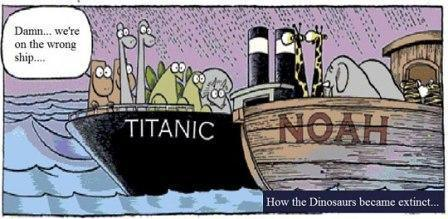 Damn... we're
on the wrong
ship....
TITANIC
NOAH
How the Dinosaurs became extinct...